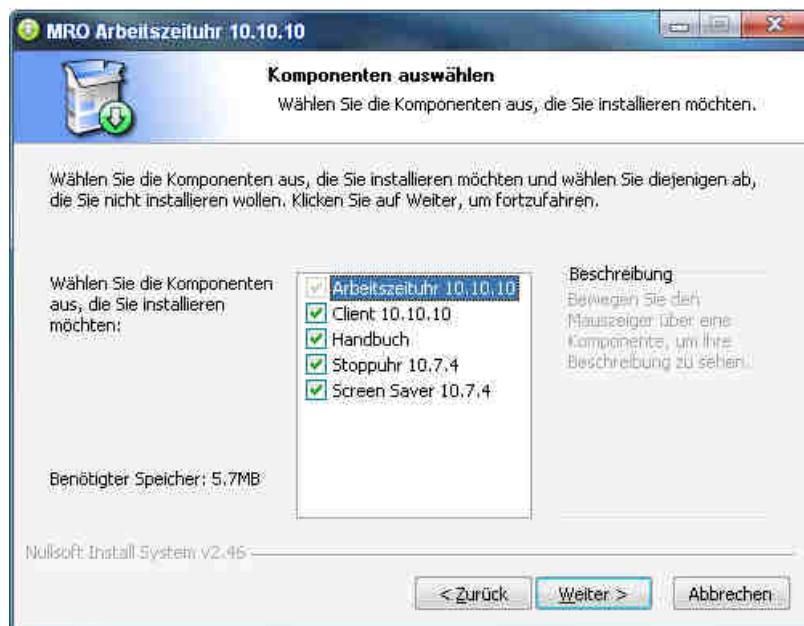 MRO Arbeitszeituhr 10.10.10
Komponenten auswählen
Wählen Sie die Komponenten aus, die Sie installieren möchten.
Wählen Sie die Komponenten aus, die Sie installieren möchten und wählen Sie diejenigen ab,
die Sie nicht installieren wollen. Klicken Sie auf Weiter, um fortzufahren.
Wählen Sie die Komponenten
aus, die Sie installieren
möchten:
Arbeitszeituhr 10.10.10
Client 10.10.10
Handbuch
Stoppuhr 10.7.4
Screen Saver 10.7.4
Beschreibung
Bewegen Sie den
Mauszeiger über eine
Komponente, um ihre
Beschreibung zu sehen.
Benötigter Speicher: 5.7MB
Nullsoft Install System v2.46
< Zurück
Weiter >
Abbrechen